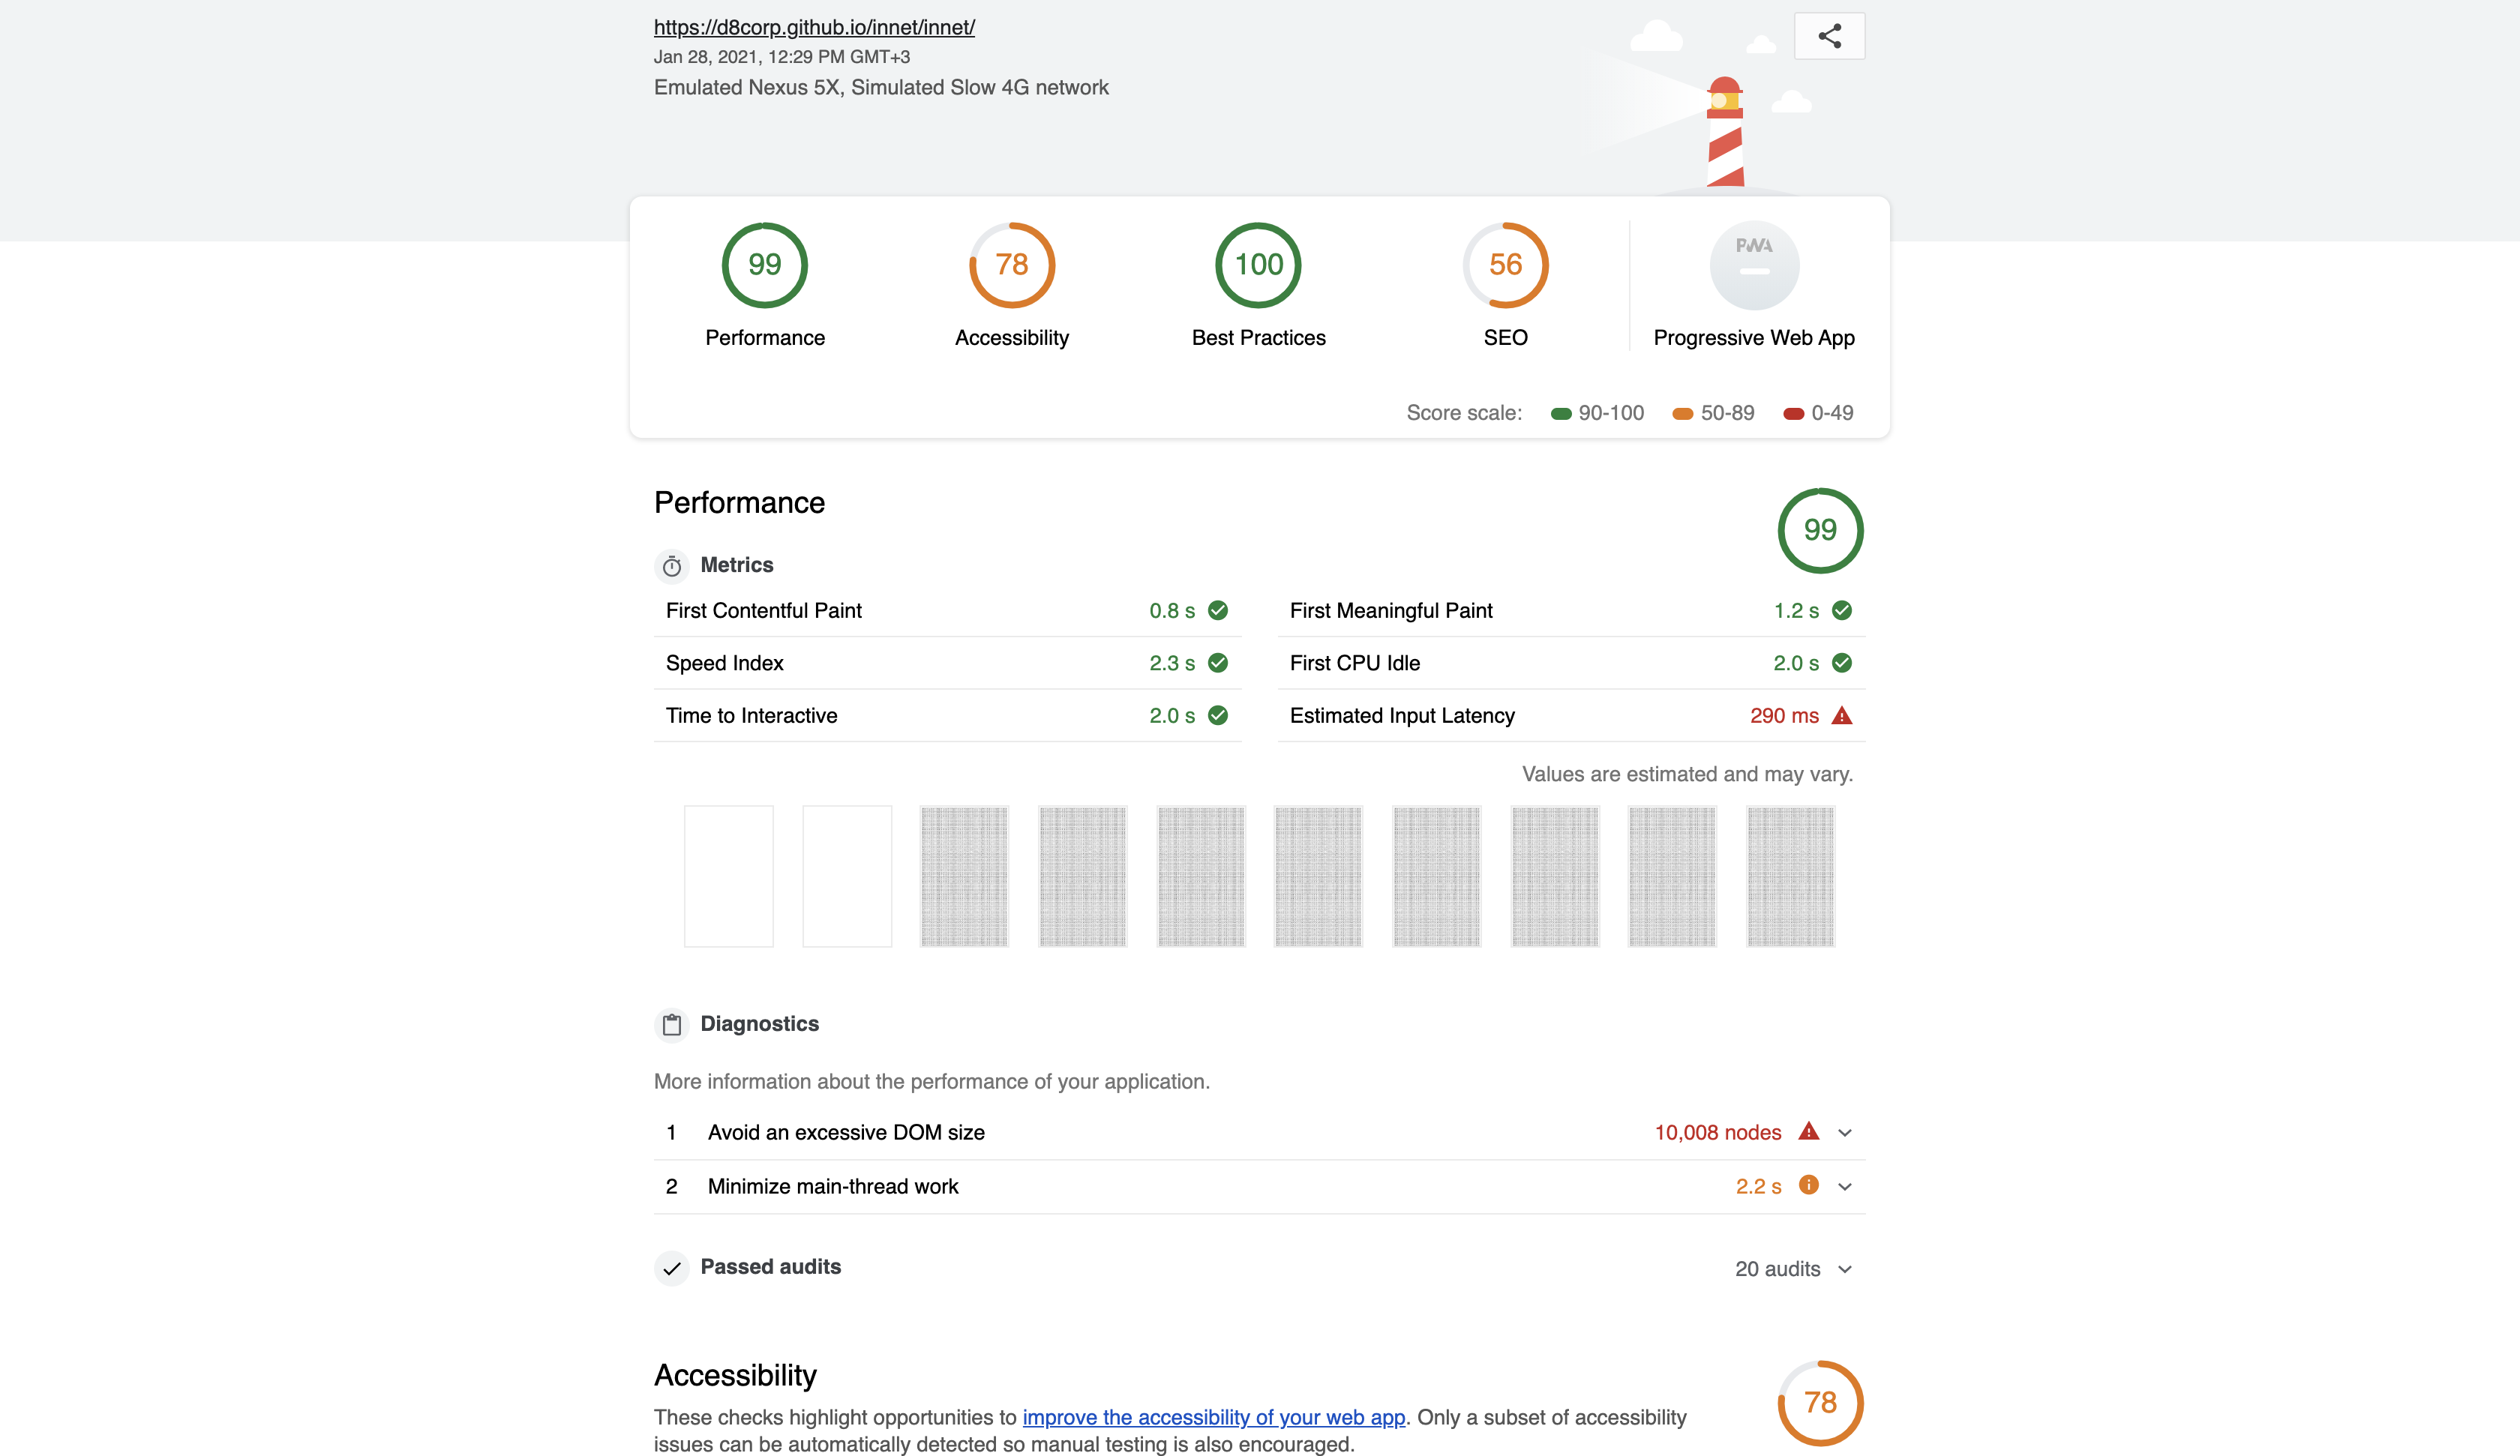 https://d8corp.github.io/innet/innet/
Jan 28, 2021, 12:29 PM GMT+3
Emulated Nexus 5X, Simulated Slow 4G network
99
78
100
56
PWA
Performance
Accessibility
Best Practices
SEO
Progressive Web App
Score scale: 90-100 50-89 0-49
Performance
99
Metrics
First Contentful Paint 0.8 s
First Meaningful Paint 1.2 s
Speed Index 2.3 s
First CPU Idle 2.0 s
Time to Interactive 2.0 s
Estimated Input Latency 290 ms
Values are estimated and may vary.
Diagnostics
More information about the performance of your application.
1 Avoid an excessive DOM size 10,008 nodes
2 Minimize main-thread work 2.2 s
Passed audits 20 audits
Accessibility
78
These checks highlight opportunities to improve the accessibility of your web app. Only a subset of accessibility
issues can be automatically detected so manual testing is also encouraged.